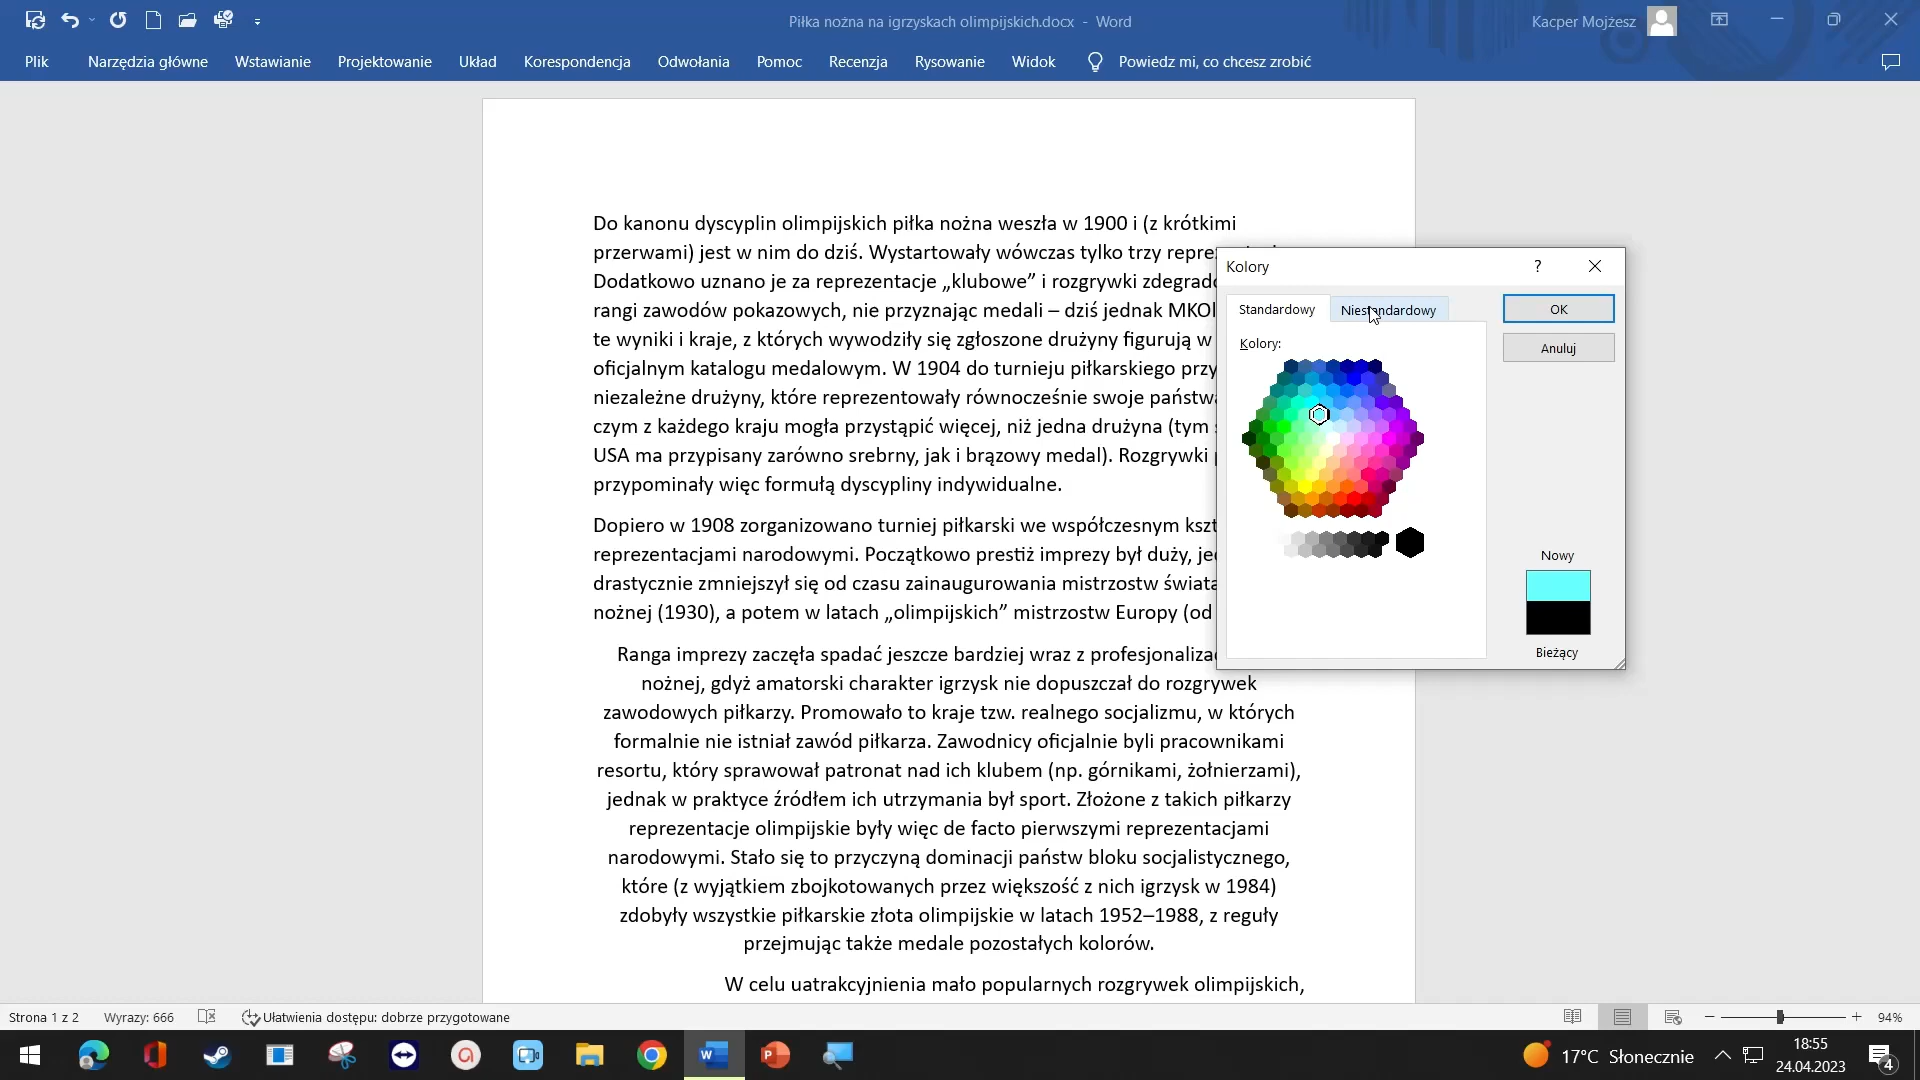 Piłka nożna na igrzyskach olimpijskich.docx - Word
Kacper Mojżesz
Plik Narzędzia główne Wstawianie Projektowanie Układ Korespondencja Odwołania Pomoc Recenzja Rysowanie Widok Powiedz mi, co chcesz zrobić
Do kanonu dyscyplin olimpijskich piłka nożna weszła w 1900 i (z krótkimi
przerwami) jest w nim do dziś. Wystartowały wówczas tylko trzy
Dodatkowo uznano je za reprezentacje „klubowe” i rozgrywki
rangi zawodów pokazowych, nie przyznając medali – dziś jednak MKOl
te wyniki i kraje, z których wywodziły się zgłoszone drużyny figurują w
oficjalnym katalogu medalowym. W 1904 do turnieju piłkarskiego
niezależne drużyny, które reprezentowały równocześnie swoje
czym z każdego kraju mogła przystąpić więcej, niż jedna drużyna (tym
USA ma przypisany zarówno srebrny, jak i brązowy medal). Rozgrywki
przypominały więc formułą dyscypliny indywidualne.
Dopiero w 1908 zorganizowano turniej piłkarski we współczesnym
reprezentacjami narodowymi. Początkowo prestiż imprezy był duży,
drastycznie zmniejszył się od czasu zainaugurowania mistrzostw świata
nożnej (1930), a potem w latach „olimpijskich” mistrzostw Europy (od
Ranga imprezy zaczęła spadać jeszcze bardziej wraz z
nożnej, gdyż amatorski charakter igrzysk nie dopuszczał do rozgrywek
zawodowych piłkarzy. Promowało to kraje tzw. realnego socjalizmu, w których
formalnie nie istniał zawód piłkarza. Zawodnicy oficjalnie byli pracownikami
resortu, który sprawował patronat nad ich klubem (np. górnikami, żołnierzami),
jednak w praktyce źródłem ich utrzymania był sport. Złożone z takich piłkarzy
reprezentacje olimpijskie były więc de facto pierwszymi reprezentacjami
narodowymi. Stało się to przyczyną dominacji państw bloku socjalistycznego,
które (z wyjątkiem zbojkotowanych przez większość z nich igrzysk w 1984)
zdobyły wszystkie piłkarskie złota olimpijskie w latach 1952–1988, z reguły
przejmując także medale pozostałych kolorów.
W celu uatrakcyjnienia mało popularnych rozgrywek olimpijskich,
Kolory
?
Standardowy Niestandardowy
OK
Anuluj
Kolory:
Nowy
Bieżący
Strona 1 z 2 Wyrazy: 666 Ułatwienia dostępu: dobrze przygotowane
94%
17°C Słonecznie
18:55
24.04.2023
4